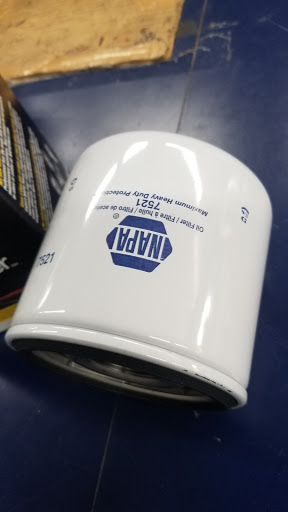 NAPA®
7521
Oil Filter / Filtre à huile / Filtro de aceite
Maximum Heavy Duty Protection
7521